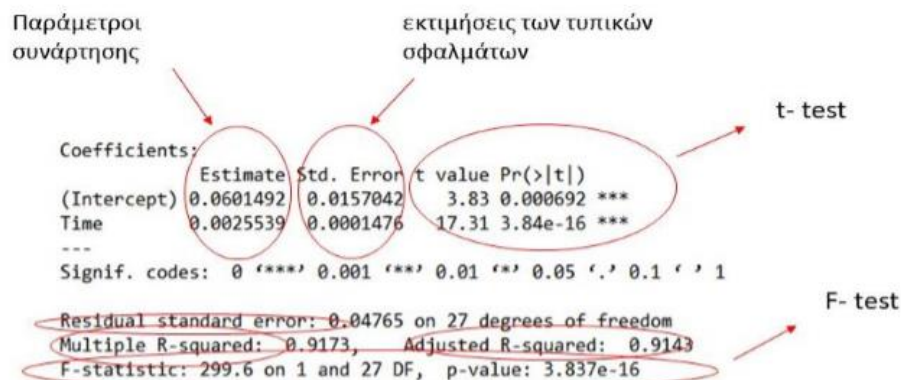 Παράμετροι
συνάρτησης
εκτιμήσεις των τυπικών
σφαλμάτων
t- test
Coefficients:
Estimate Std. Error t value Pr(>|t|)
(Intercept) 0.0601492 0.0157042 3.83 0.000692 ***
Time 0.0025539 0.0001476 17.31 3.84e-16 ***
---
Signif. codes: 0 ‘***’ 0.001 ‘**’ 0.01 ‘*’ 0.05 ‘.’ 0.1 ‘ ’ 1
F- test
Residual standard error: 0.04765 on 27 degrees of freedom
Multiple R-squared: 0.9173, Adjusted R-squared: 0.9143
F-statistic: 299.6 on 1 and 27 DF, p-value: 3.837e-16